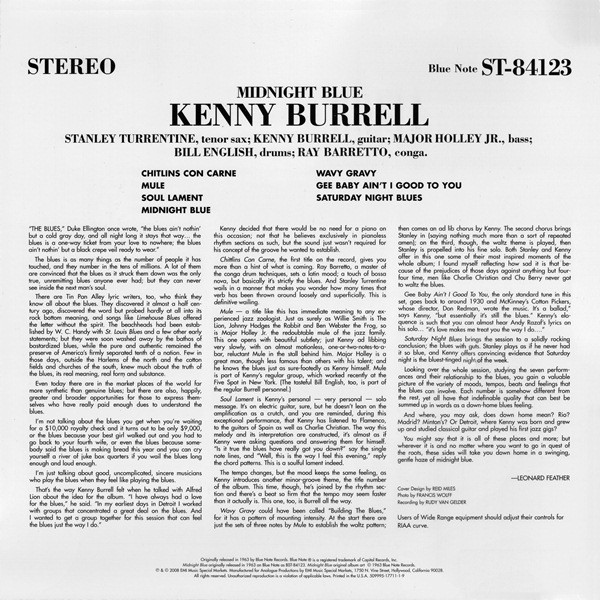 STEREO
Blue Note ST-84123
MIDNIGHT BLUE
KENNY BURRELL
STANLEY TURRENTINE, tenor sax; KENNY BURRELL, guitar; MAJOR HOLLEY JR., bass;
BILL ENGLISH, drums; RAY BARRETTO, conga.
CHITLINS CON CARNE
MULE
SOUL LAMENT
MIDNIGHT BLUE
WAVY GRAVY
GEE BABY AIN'T I GOOD TO YOU
SATURDAY NIGHT BLUES
"THE BLUES," Duke Ellington once wrote, "the blues ain't nothin'
but a cold gray day, and all night long it stays that way... the
blues is a one-way ticket from your love to nowhere; the blues
ain't nothin' but a black crepe veil ready to wear."
The blues is as many things as the number of people it has
touched, and they number in the tens of millions. A lot of them
are convinced that the blues as it struck them down was the only
true, unremitting blues anyone ever had; but they can never
see inside the next man's soul.
There are Tin Pan Alley lyric writers, too, who think they
know all about the blues. They discovered it almost a half cen-
tury ago, discovered the word but probed hardly at all into its
rock bottom meaning, and songs like Limehouse Blues offered
the letter without the spirit. The beachheads had been estab-
lished by W. C. Handy with St. Louis Blues and a few other early
statements; but they were soon washed away by the bathos of
bastardized blues, while the pure and authentic remained the
preserve of America's firmly separated tenth of a nation. Few in
those days, outside the Harlems of the north and the cotton
fields and churches of the south, knew much about the truth of
the blues, its real meaning, real form and substance.
Even today there are in the market places of the world far
more synthetic than genuine blues; but there are also, happily,
greater and broader opportunities for those to express them-
selves who have really paid enough dues to understand the
blues.
I'm not talking about the blues you get when you're waiting
for a $10,000 royalty check and it turns out to be only $9,000,
or the blues because your best girl walked out and you had to
go back to your fourth wife, or even the blues because some-
body said the blues is making bread this year and you can cry
yourself a river of juke box quarters if you wail the blues long
enough and loud enough.
I'm just talking about good, uncomplicated, sincere musicians
who play the blues when they feel like playing the blues.
That's the way Kenny Burrell felt when he talked with Alfred
Lion about the idea for the album. "I have always had a love
for the blues," he said. "In my earliest days in Detroit I worked
with groups that concentrated a great deal on the blues. And
I wanted to get a group together for this session that can feel
the blues just the way I do."
Kenny decided that there would be no need for a piano on
this occasion; not that he believes exclusively in pianoless
rhythm sections as such, but the sound just wasn't required for
his concept of the groove he wanted to establish.
Chitlins Con Carne, the first title on the record, gives you
more than a hint of what is coming. Ray Barretto, a master of
the conga drum techniques, sets a latin mood; a touch of bossa
nova, but basically it's strictly the blues. And Stanley Turrentine
walks in a manner that makes you wonder how many times that
verb has been thrown around loosely and superfluously. This is
definitive wailing.
Mule — a title like this has immediate meaning to any ex-
perienced jazz zoologist. Just as surely as Willie Smith is The
Lion, Johnny Hodges the Rabbit and Ben Webster the Frog, so
is Major Holley Jr. the redoubtable mule of the jazz family.
This one opens with beautiful subtlety; just Kenny ad libbing
very slowly, with an almost motionless, one-or-two-notes-to-a-
bar, reluctant Mule in the stall behind him. Major Holley is a
great man, though less famous than others with his talent; and
he knows the blues just as sure-footedly as Kenny himself. Mule
is part of Kenny's regular group, which worked recently at the
Five Spot in New York. (The tasteful Bill English, too, is part of
the regular Burrell personnel.)
Soul Lament is Kenny's personal — very personal — solo
message. It's on electric guitar, sure, but he doesn't lean on the
amplification as a crutch, and you are reminded, during this
exceptional performance, that Kenny has listened to Flamenco,
to the guitars of Spain as well as Charlie Christian. The way this
melody and its interpretation are constructed, it's almost as if
Kenny were asking questions and answering them for himself.
"Is it true the blues have really got you down?" say the single
note lines, and "Well, this is the way I feel this evening," reply
the chord patterns. This is a soulful lament indeed.
The tempo changes, but the mood keeps the same feeling, as
Kenny introduces another minor-groove theme, the title number
of the album. This time, though, he's joined by the rhythm sec-
tion and there's a beat so firm that the tempo may seem faster
than it actually is. This one, too, is Burrell all the way.
Wavy Gravy could have been called "Building The Blues,"
for it has a pattern of mounting intensity. At the start there are
just the sets of three notes by Mule to establish the waltz pattern;
then comes an ad lib chorus by Kenny. The second chorus brings
Stanley in (saying nothing much more than a sort of repeated
amen); on the third, though, the waltz theme is played, then
Stanley is propelled into his fine solo. Both Stanley and Kenny
offer in this one some of their most inspired moments of the
whole album; I found myself reflecting how sad it is that be-
cause of the prejudices of those days against anything but four-
four time, men like Charlie Christian and Chu Berry never got
to waltz the blues.
Gee Baby Ain't I Good To You, the only standard tune in this
set, goes back to around 1930 and McKinney's Cotton Pickers,
whose director, Don Redman, wrote the music. It's a ballad,"
says Kenny, "but essentially it's still the blues." Kenny's elo-
quence is such that you can almost hear Andy Razaf's lyrics on
his solo... "it's love makes me treat you the way I do...."
Saturday Night Blues brings the session to a solidly rocking
conclusion, the blues with guts. Stanley plays as if he never had
it so blue, and Kenny offers convincing evidence that Saturday
night is the bluest-tinged night of the week.
Looking over the whole session, studying the seven perform-
ances and their relationship to the blues, you gain a valuable
picture of the variety of moods, tempos, beats and feelings that
the blues can involve. Each number is somehow different from
the rest, yet all have that indefinable quality that can best be
summed up in words as a down-home blues feeling.
And where, you may ask, does down home mean? Rio?
Madrid? Minton's? Or Detroit, where Kenny was born and grew
up and studied classical guitar and played his first jazz gigs?
You might say that it is all of these places and more; but
wherever it is and no matter where you want to go in quest of
the roots, these sides will take you down home in a swinging,
gentle haze of midnight blue.
—LEONARD FEATHER
Cover Design by REID MILES
Photo by FRANCIS WOLFF
Recording by RUDY VAN GELDER
Users of Wide Range equipment should adjust their controls for
RIAA curve.
Originally released in 1963 by Blue Note Records. Blue Note ® is a registered trademark of Capitol Records, Inc.
Midnight Blue originally released in 1963 as Blue Note as BST-84123. Midnight Blue original album art © 1963 Blue Note Records.
℗ & © 2008 EMI Music Special Markets. Manufactured for Analogue Productions by EMI Music Special Markets, 1750 N. Vine Street, Hollywood, California 90028.
All rights reserved. Unauthorized reproduction is a violation of applicable laws. Printed in the U.S.A. 5099995-17711-1-9